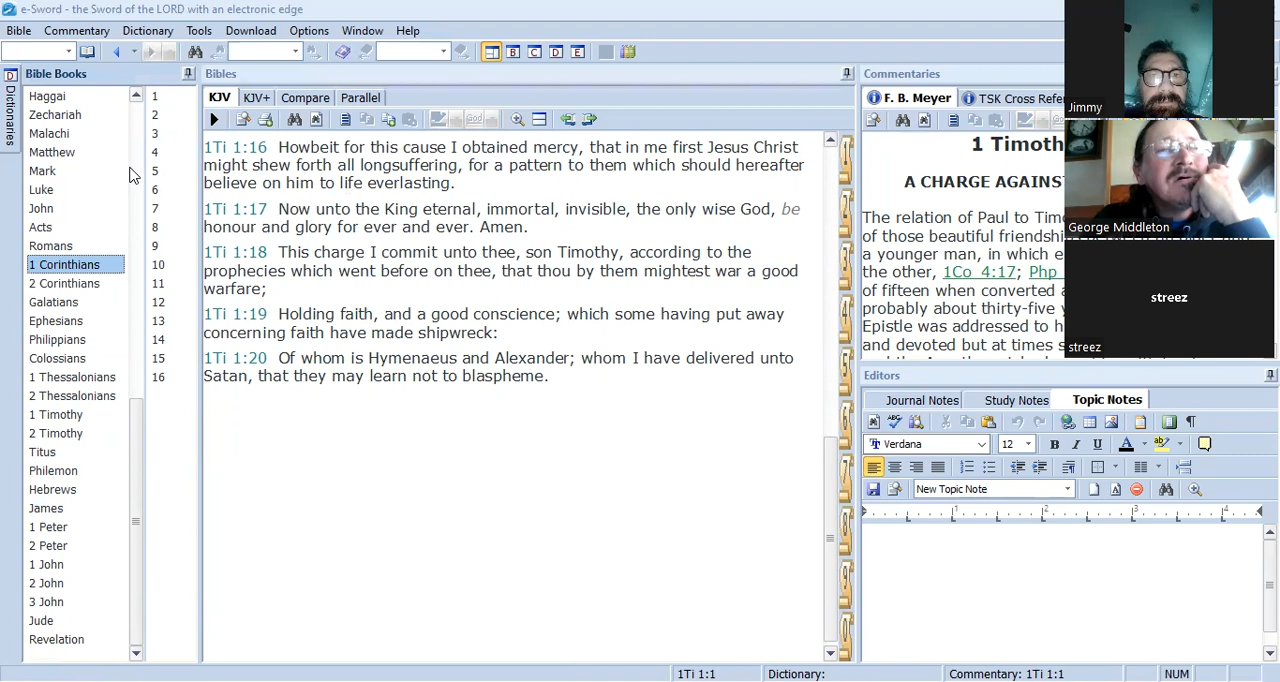 e-Sword - the Sword of the LORD with an electronic edge
Bible Commentary Dictionary Tools Download Options Window Help
B C D E
D Dictionaries
Bible Books
Haggai
Zechariah
Malachi
Matthew
Mark
Luke
John
Acts
Romans
1 Corinthians
2 Corinthians
Galatians
Ephesians
Philippians
Colossians
1 Thessalonians
2 Thessalonians
1 Timothy
2 Timothy
Titus
Philemon
Hebrews
James
1 Peter
2 Peter
1 John
2 John
3 John
Jude
Revelation
1
2
3
4
5
6
7
8
9
10
11
12
13
14
15
16
Bibles
KJV KJV+ Compare Parallel
1Ti 1:16 Howbeit for this cause I obtained mercy, that in me first Jesus Christ
might shew forth all longsuffering, for a pattern to them which should hereafter
believe on him to life everlasting.
1Ti 1:17 Now unto the King eternal, immortal, invisible, the only wise God, be
honour and glory for ever and ever. Amen.
1Ti 1:18 This charge I commit unto thee, son Timothy, according to the
prophecies which went before on thee, that thou by them mightest war a good
warfare;
1Ti 1:19 Holding faith, and a good conscience; which some having put away
concerning faith have made shipwreck:
1Ti 1:20 Of whom is Hymenaeus and Alexander; whom I have delivered unto
Satan, that they may learn not to blaspheme.
Commentaries
F. B. Meyer TSK Cross Refer
1 Timoth
A CHARGE AGAINST
The relation of Paul to Timo
of those beautiful friendship
a younger man, in which e
the other, 1Co_4:17; Php_
of fifteen when converted a
probably about thirty-five y
Epistle was addressed to h
and devoted but at times s
Jimmy
George Middleton
streez
streez
Editors
Journal Notes Study Notes Topic Notes
Verdana 12 B I U A ab
New Topic Note
1 2 3 4
1Ti 1:1 Dictionary: Commentary: 1Ti 1:1 NUM